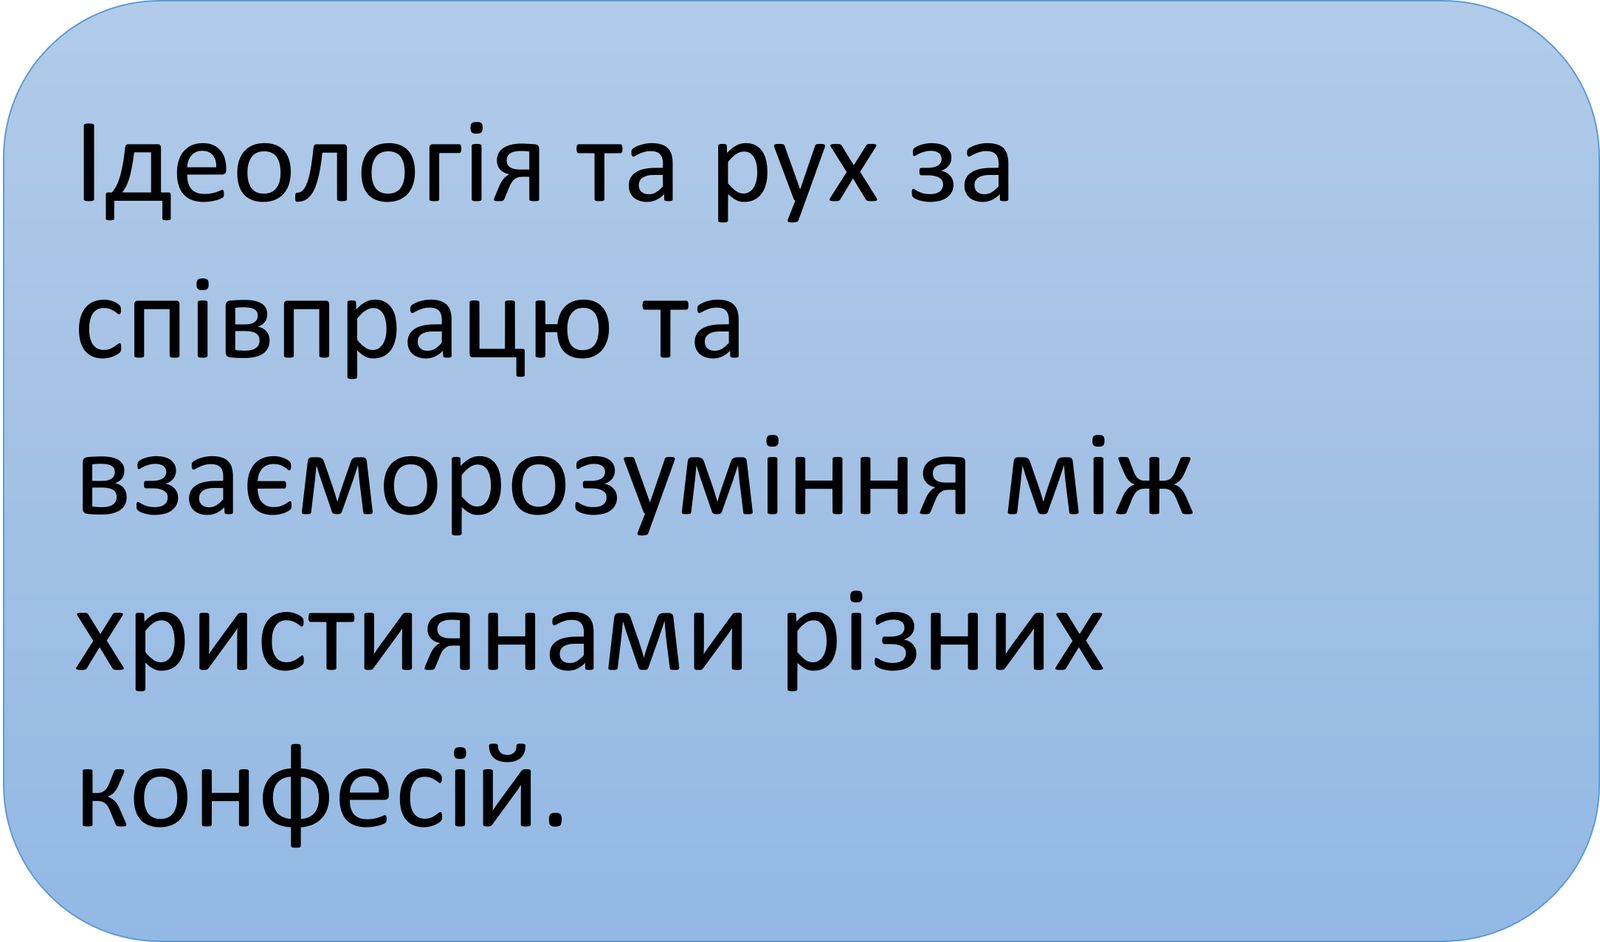 Ідеологія та рух за
співпрацю та
взаєморозуміння між
християнами різних
конфесій.